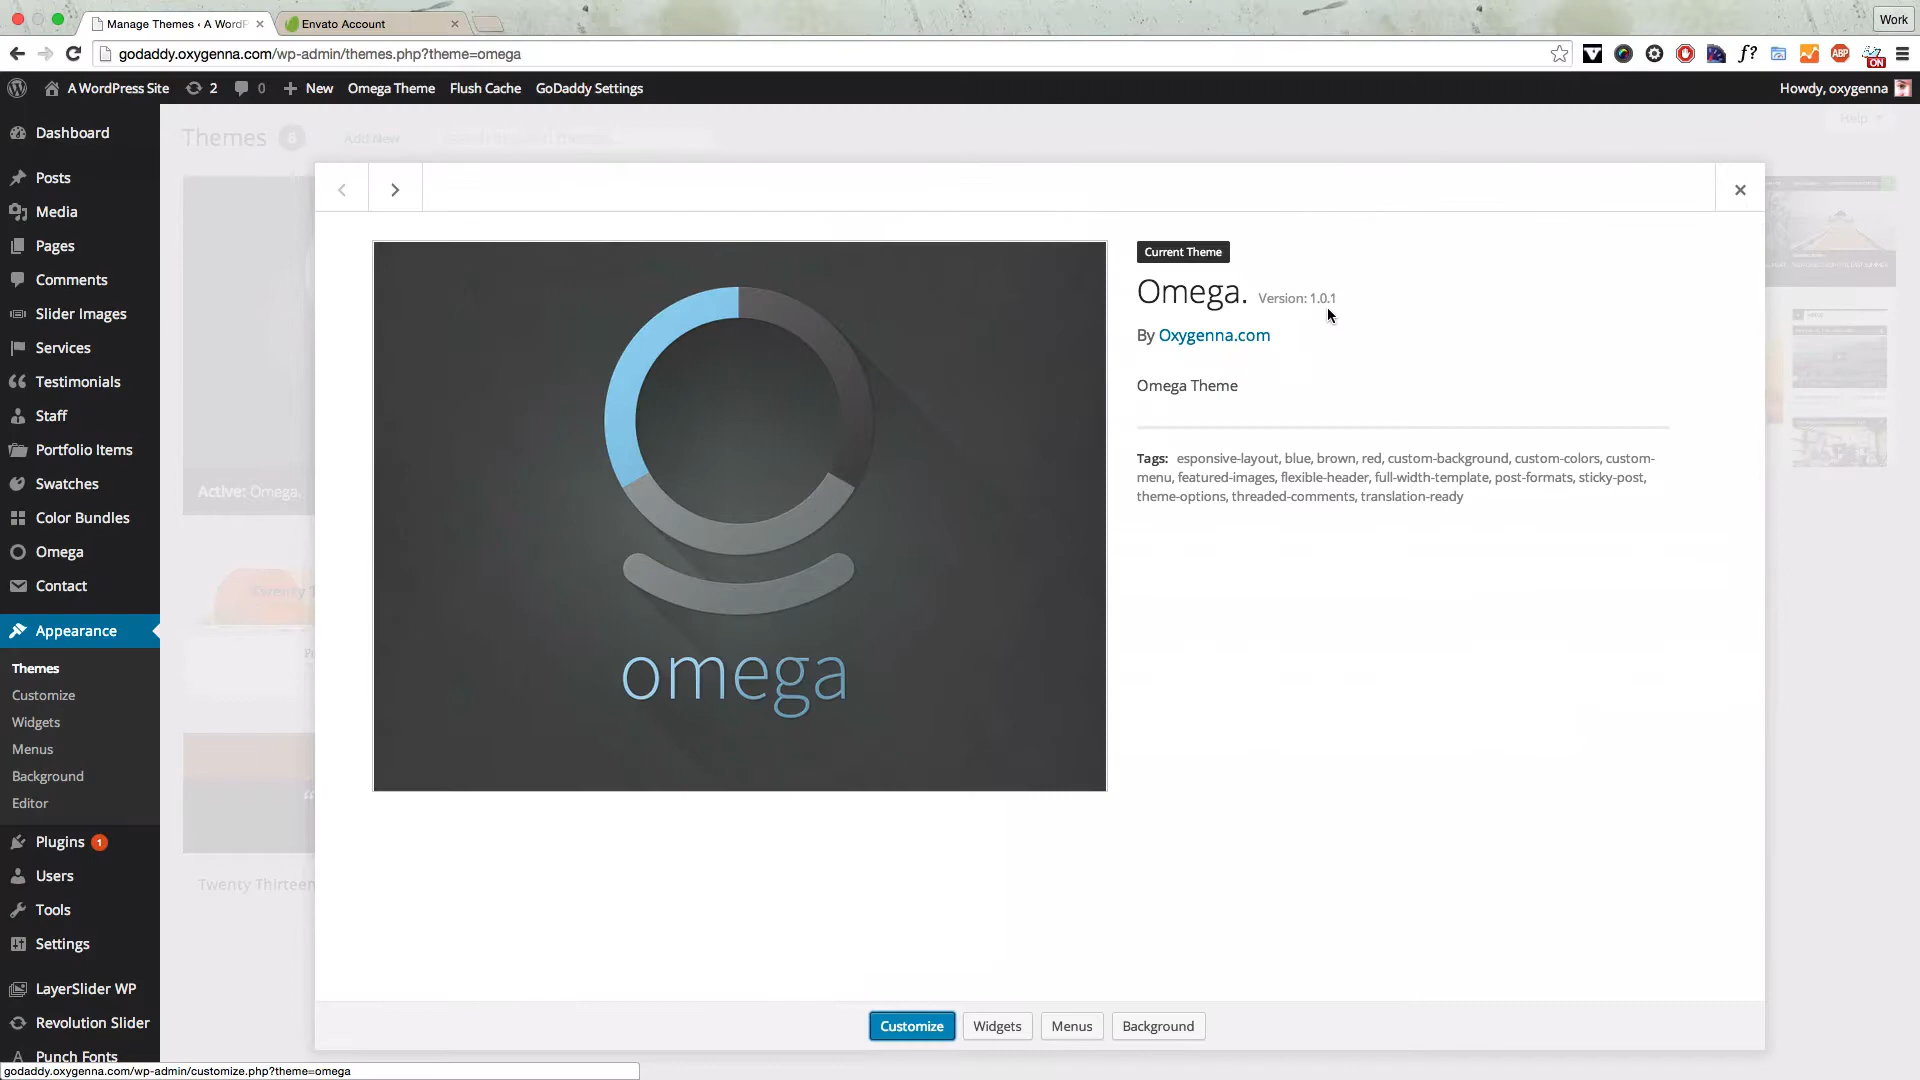 Manage Themes ‹ A WordP
Envato Account
Work
godaddy.oxygenna.com/wp-admin/themes.php?theme=omega
f?
ABP
ON
A WordPress Site
2
0
New
Omega Theme
Flush Cache
GoDaddy Settings
Howdy, oxygenna
Dashboard
Posts
Media
Pages
Comments
Slider Images
Services
Testimonials
Staff
Portfolio Items
Swatches
Color Bundles
Omega
Contact
Appearance
Themes
Customize
Widgets
Menus
Background
Editor
Plugins 1
Users
Tools
Settings
LayerSlider WP
Revolution Slider
Punch Fonts
Themes
Add New
Help
Active: Omega.
Twenty Thirteen
omega
Current Theme
Omega. Version: 1.0.1
By Oxygenna.com
Omega Theme
Tags: esponsive-layout, blue, brown, red, custom-background, custom-colors, custom-
menu, featured-images, flexible-header, full-width-template, post-formats, sticky-post,
theme-options, threaded-comments, translation-ready
Customize
Widgets
Menus
Background
godaddy.oxygenna.com/wp-admin/customize.php?theme=omega